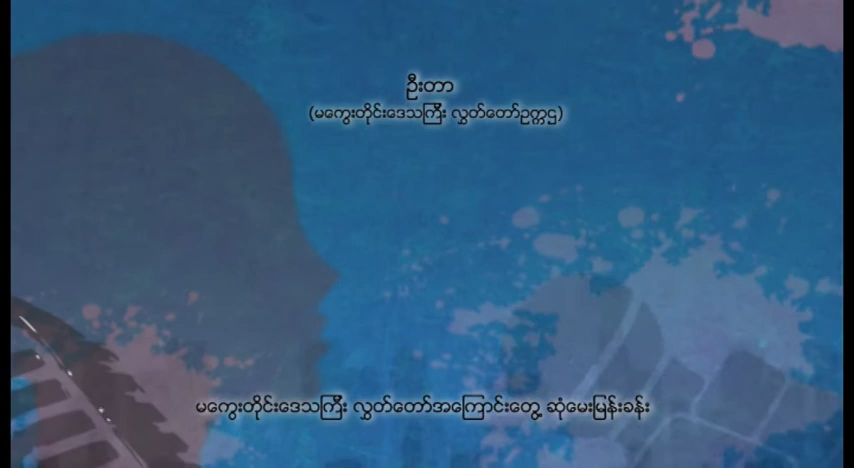 ဦးတာ
(မကွေးတိုင်းဒေသကြီး လွှတ်တော်ဥက္ကဌ)
မကွေးတိုင်းဒေသကြီး လွှတ်တော်အကြောင်းတွေ့ ဆုံမေးမြန်းခန်း